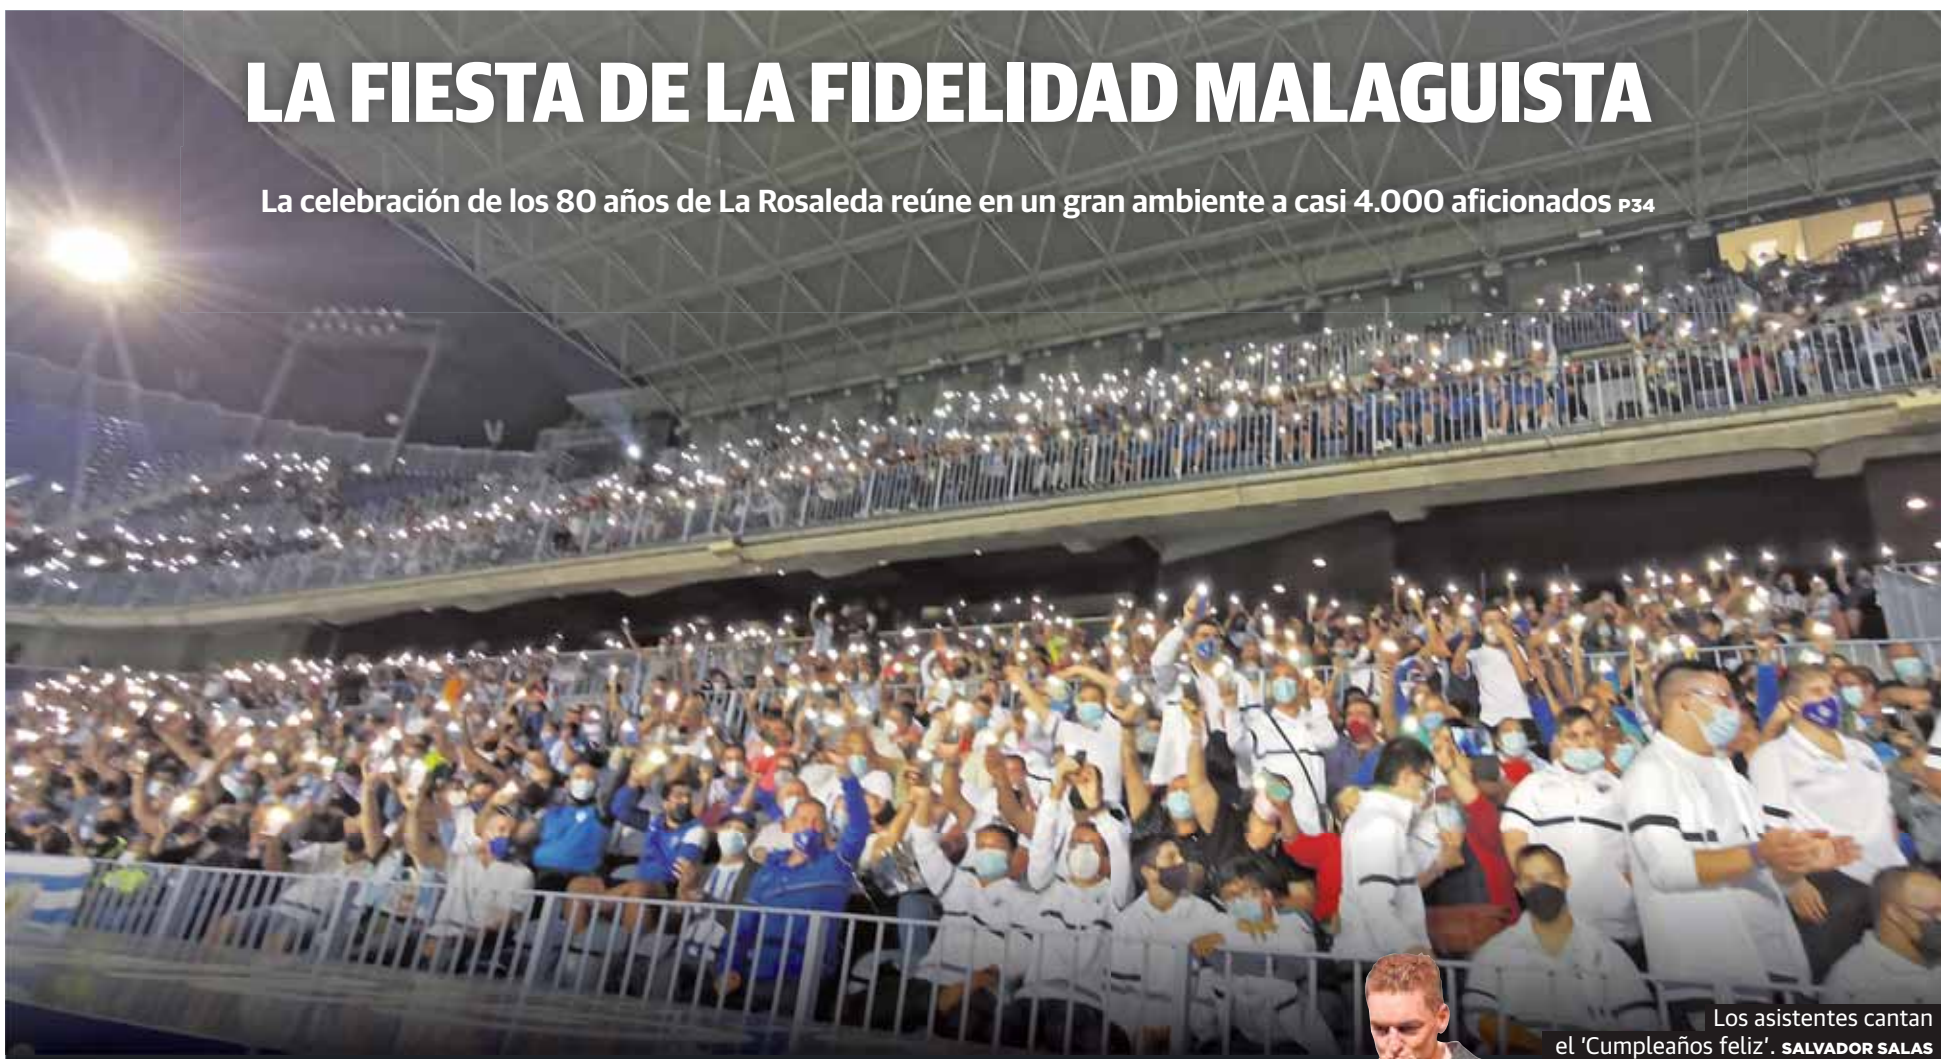 LA FIESTA DE LA FIDELIDAD MALAGUISTA
La celebración de los 80 años de La Rosaleda reúne en un gran ambiente a casi 4.000 aficionados P34
Los asistentes cantan
el 'Cumpleaños feliz'. SALVADOR SALAS